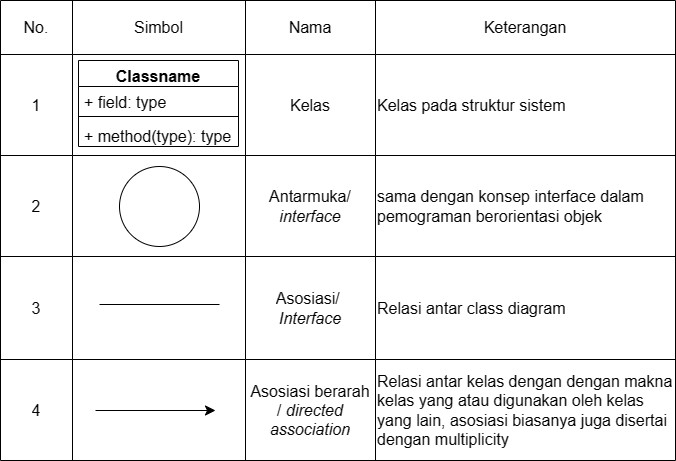 No. Simbol Nama Keterangan
Classname
+ field: type
+ method(type): type
1 Kelas Kelas pada struktur sistem
2
Antarmuka/
interface
sama dengan konsep interface dalam
pemograman berorientasi objek
3
Asosiasi/
Interface
Relasi antar class diagram
4
Asosiasi berarah
/ directed
association
Relasi antar kelas dengan dengan makna
kelas yang atau digunakan oleh kelas
yang lain, asosiasi biasanya juga disertai
dengan multiplicity